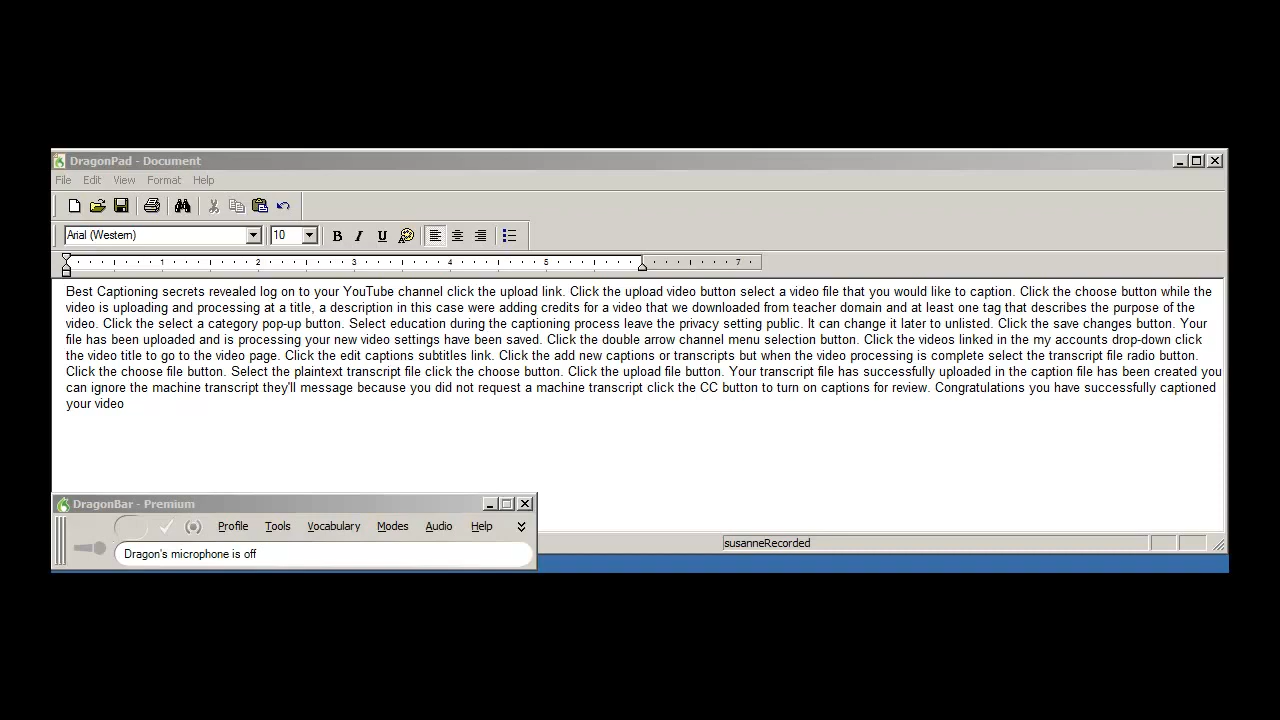 DragonPad - Document
File Edit View Format Help
Arial (Western) 10 B I U
1 2 3 4 5 7
Best Captioning secrets revealed log on to your YouTube channel click the upload link. Click the upload video button select a video file that you would like to caption. Click the choose button while the
video is uploading and processing at a title, a description in this case were adding credits for a video that we downloaded from teacher domain and at least one tag that describes the purpose of the
video. Click the select a category pop-up button. Select education during the captioning process leave the privacy setting public. It can change it later to unlisted. Click the save changes button. Your
file has been uploaded and is processing your new video settings have been saved. Click the double arrow channel menu selection button. Click the videos linked in the my accounts drop-down click
the video title to go to the video page. Click the edit captions subtitles link. Click the add new captions or transcripts but when the video processing is complete select the transcript file radio button.
Click the choose file button. Select the plaintext transcript file click the choose button. Click the upload file button. Your transcript file has successfully uploaded in the caption file has been created you
can ignore the machine transcript they'll message because you did not request a machine transcript click the CC button to turn on captions for review. Congratulations you have successfully captioned
your video
DragonBar - Premium
Profile Tools Vocabulary Modes Audio Help
susanneRecorded
Dragon's microphone is off